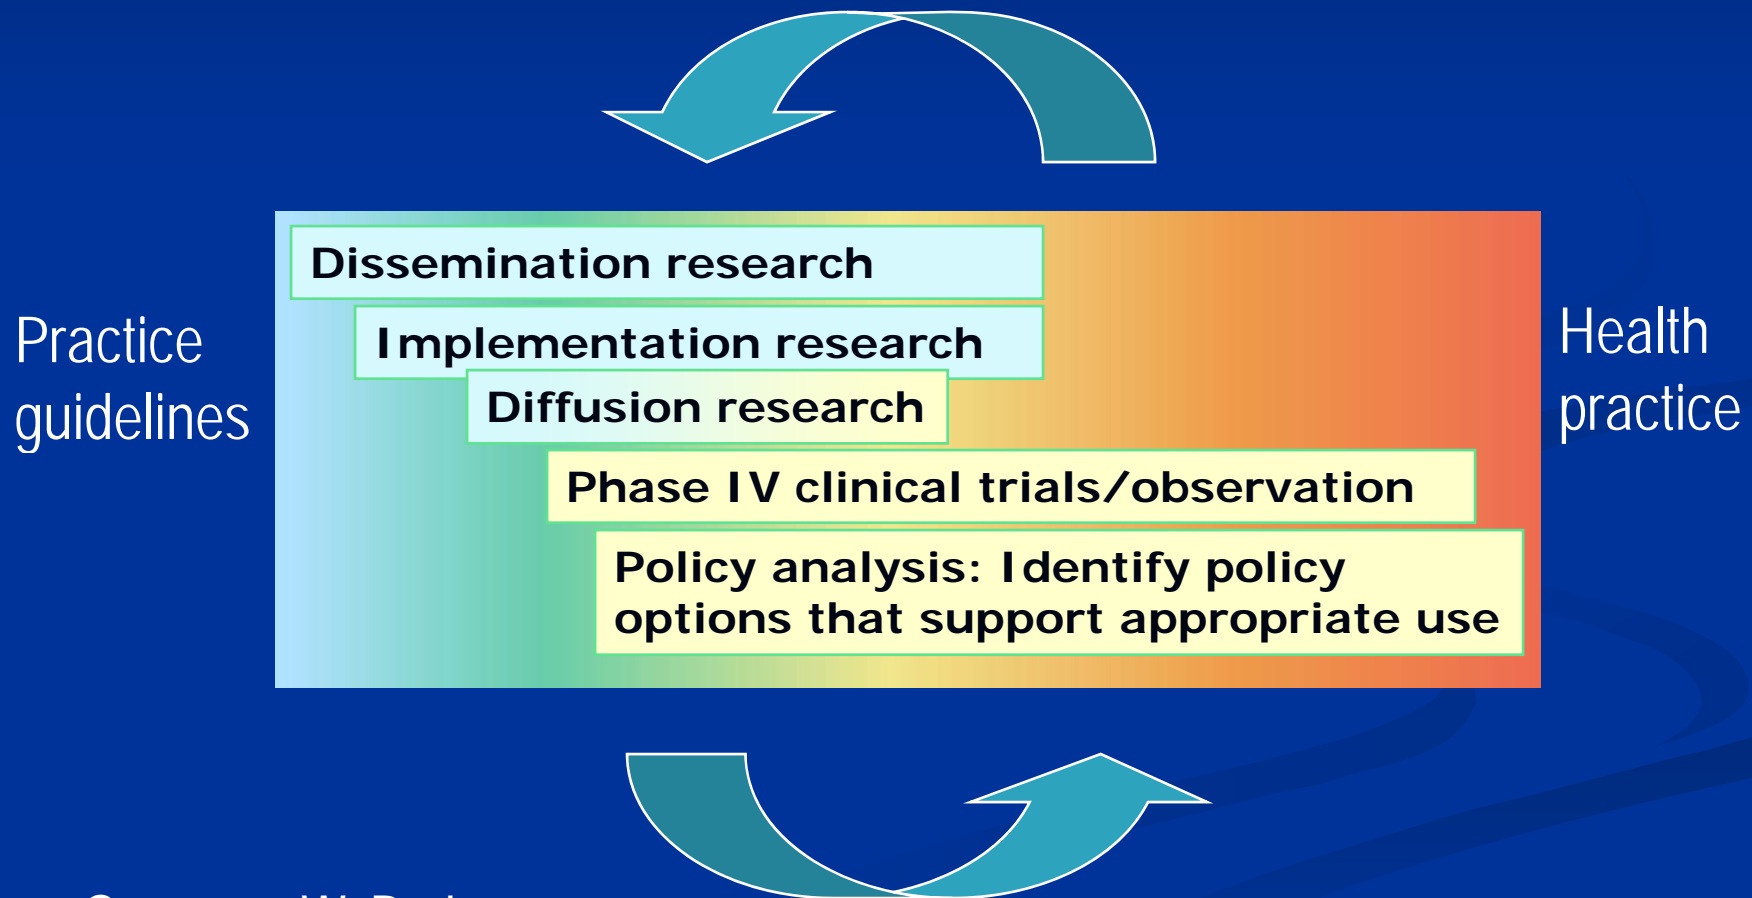 Dissemination research
Implementation research
Diffusion research
Phase IV clinical trials/observation
Policy analysis: Identify policy
options that support appropriate use
Practice
guidelines
Health
practice